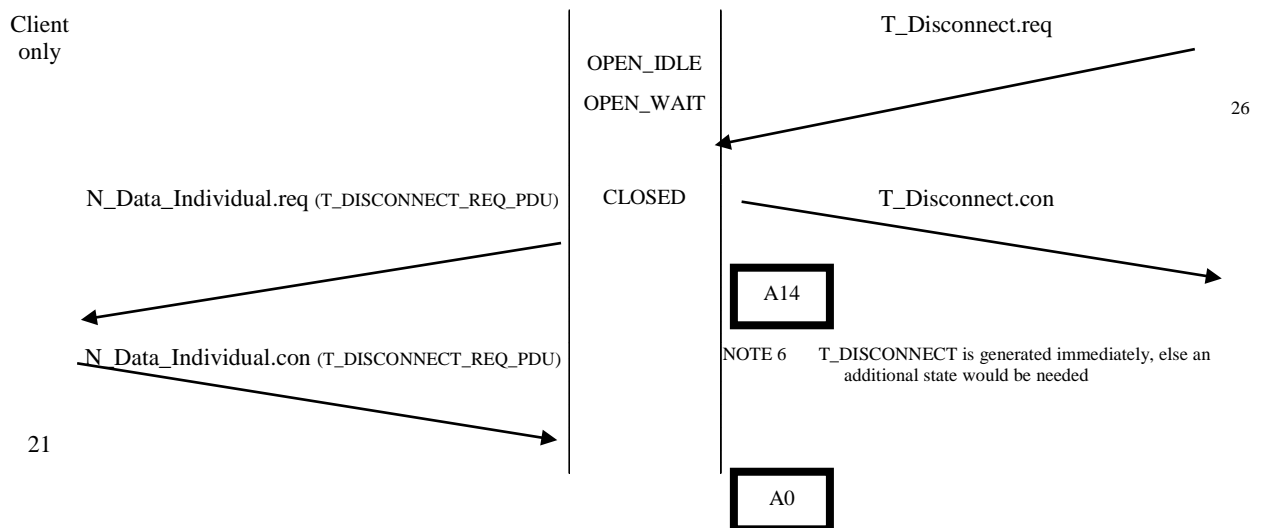 Client
only
T_Disconnect.req
OPEN_IDLE
OPEN_WAIT
26
N_Data_Individual.req (T_DISCONNECT_REQ_PDU)
CLOSED
T_Disconnect.con
A14
N_Data_Individual.con (T_DISCONNECT_REQ_PDU)
NOTE 6 T_DISCONNECT is generated immediately, else an
additional state would be needed
21
A0